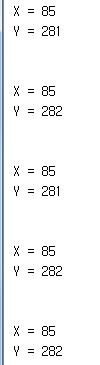 X = 85
Y = 281
X = 85
Y = 282
X = 85
Y = 281
X = 85
Y = 282
X = 85
Y = 282